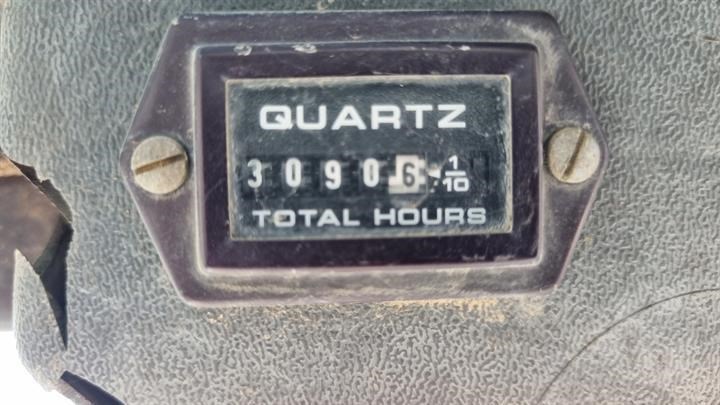 QUARTZ
30906 1/10
TOTAL HOURS